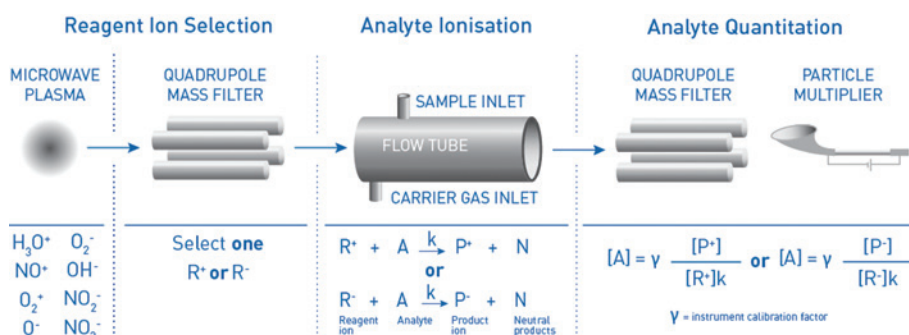 Reagent Ion Selection
Analyte Ionisation
Analyte Quantitation
MICROWAVE
PLASMA
QUADRUPOLE
MASS FILTER
SAMPLE INLET
FLOW TUBE
CARRIER GAS INLET
QUADRUPOLE
MASS FILTER
PARTICLE
MULTIPLIER
H₃O⁺ O₂⁻
NO⁺ OH⁻
O₂⁺ NO₂⁻
O⁻ NO₂⁻
Select one
R⁺ or R⁻
R⁺ + A k→ P⁺ + N
or
R⁻ + A k→ P⁻ + N
Reagent ion Analyte Product ion Neutral products
[A] = γ [P⁺] / [R⁺]k or [A] = γ [P⁻] / [R⁻]k
γ = instrument calibration factor